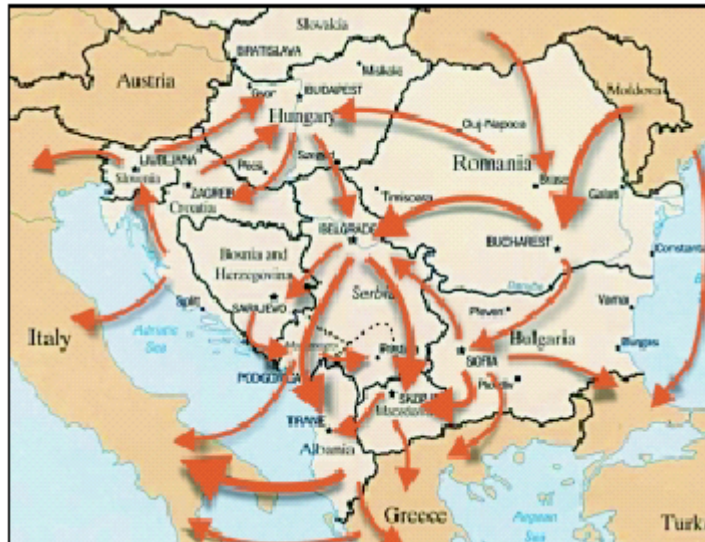 Slovakia
BRATISLAVA
Miskolc
Austria
Gyor
BUDAPEST
Moldova
Hungary
Cluj-Napoca
LJUBLJANA
Pecs
Romania
Slovenia
Brasov
ZAGREB
Timisoara
Galati
Croatia
BELGRADE
BUCHAREST
Constanta
Bosnia and
Herzegovina
Serbia
Danube
Split
SARAJEVO
Pleven
Varna
Italy
Adriatic
Sea
Bulgaria
Burgas
SOFIA
PODGORICA
Plovdiv
SKOPJE
Macedonia
TIRANE
Albania
Greece
Aegean
Sea
Turk